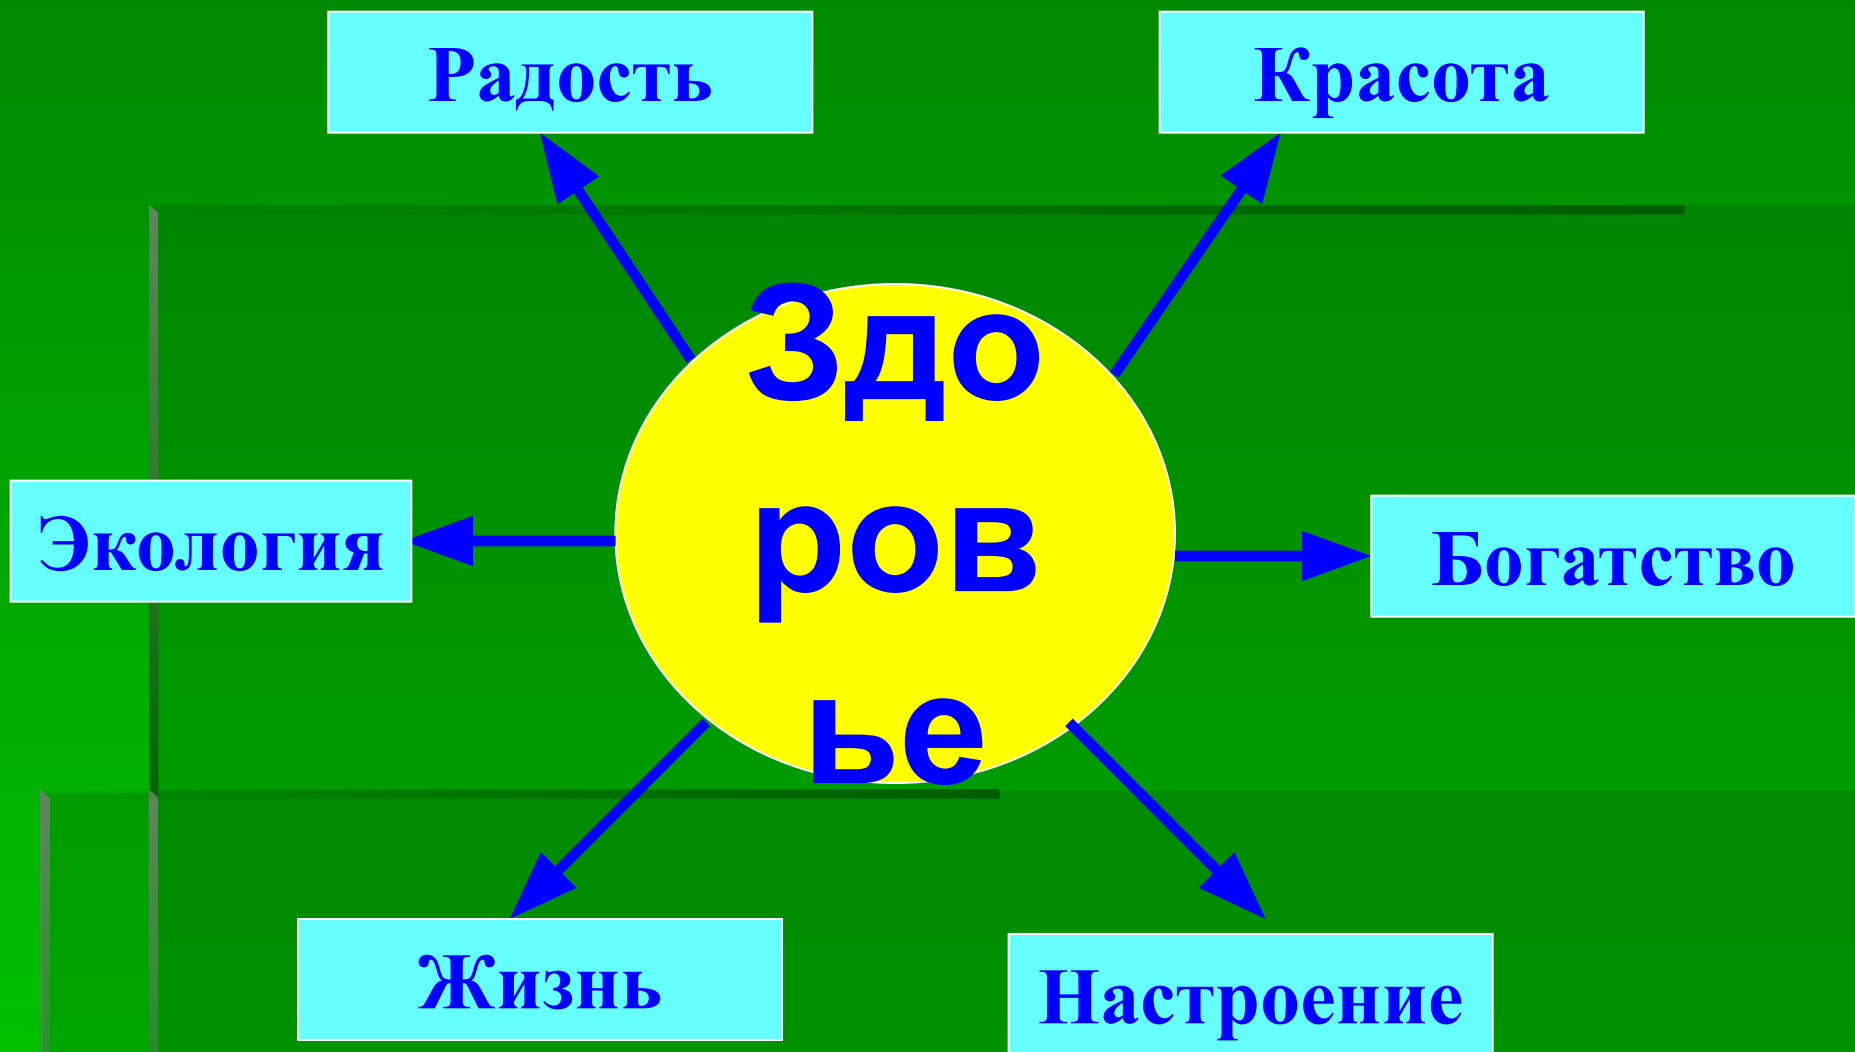 Радость
Красота
Здо
ров
ье
Экология
Богатство
Жизнь
Настроение